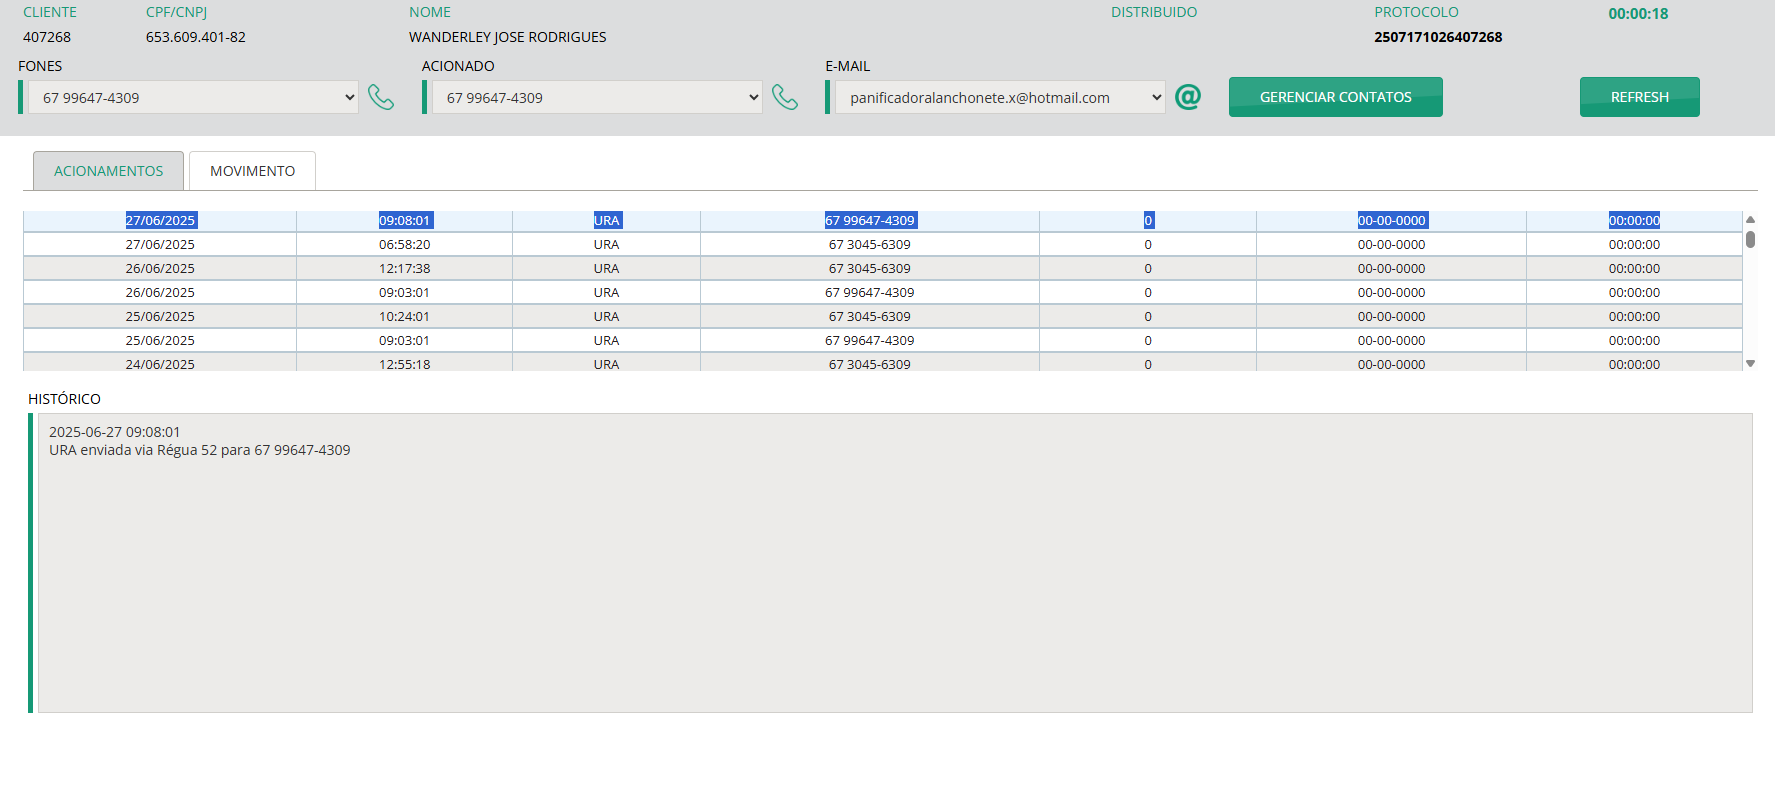 CLIENTE CPF/CNPJ NOME DISTRIBUIDO PROTOCOLO 00:00:18
407268 653.609.401-82 WANDERLEY JOSE RODRIGUES 2507171026407268
FONES ACIONADO E-MAIL
67 99647-4309 67 99647-4309 panificadoralanchonete.x@hotmail.com @ GERENCIAR CONTATOS REFRESH
ACIONAMENTOS MOVIMENTO
27/06/2025 09:08:01 URA 67 99647-4309 0 00-00-0000 00:00:00
27/06/2025 06:58:20 URA 67 3045-6309 0 00-00-0000 00:00:00
26/06/2025 12:17:38 URA 67 3045-6309 0 00-00-0000 00:00:00
26/06/2025 09:03:01 URA 67 99647-4309 0 00-00-0000 00:00:00
25/06/2025 10:24:01 URA 67 3045-6309 0 00-00-0000 00:00:00
25/06/2025 09:03:01 URA 67 99647-4309 0 00-00-0000 00:00:00
24/06/2025 12:55:18 URA 67 3045-6309 0 00-00-0000 00:00:00
HISTÓRICO
2025-06-27 09:08:01
URA enviada via Régua 52 para 67 99647-4309